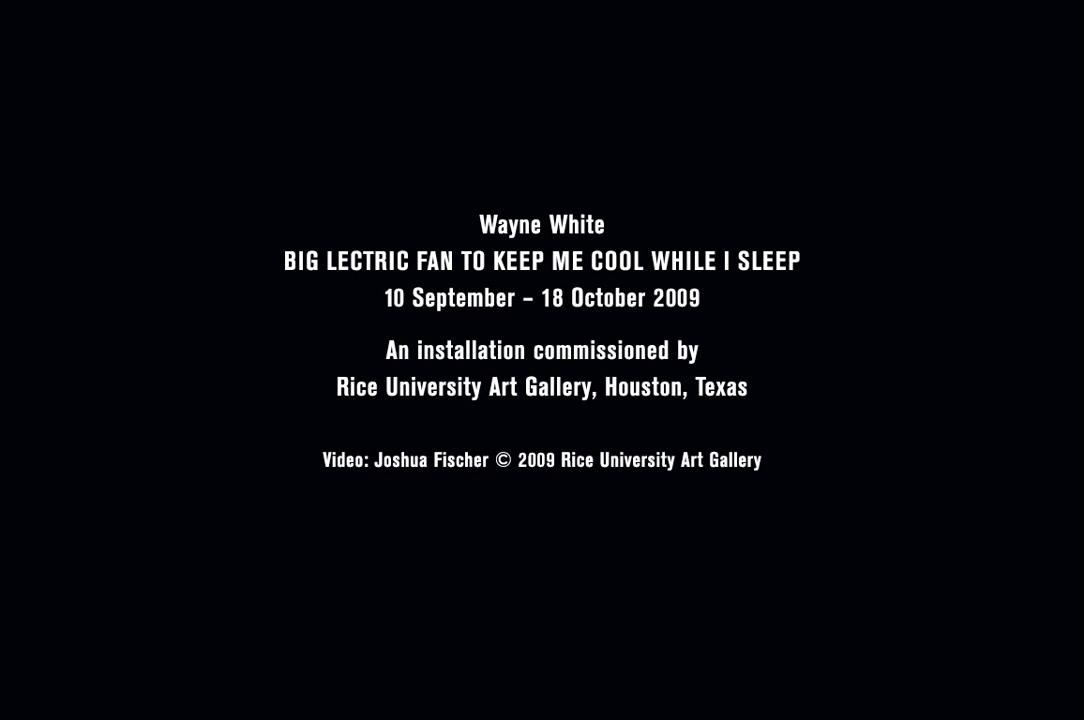 Wayne White
BIG LECTRIC FAN TO KEEP ME COOL WHILE I SLEEP
10 September – 18 October 2009
An installation commissioned by
Rice University Art Gallery, Houston, Texas
Video: Joshua Fischer © 2009 Rice University Art Gallery